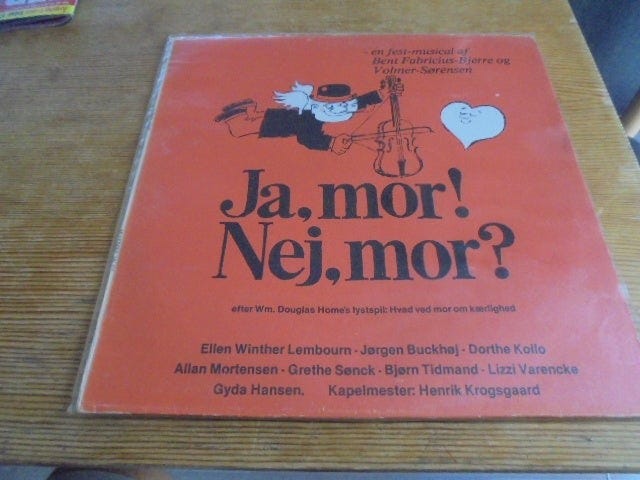 - en fest-musical af
Bent Fabricius-Bjerre og
Volmer-Sørensen
Ja, mor!
Nej, mor?
efter Wm. Douglas Home's lystspil: Hvad ved mor om kærlighed
Ellen Winther Lembourn · Jørgen Buckhøj · Dorthe Kollo
Allan Mortensen · Grethe Sønck · Bjørn Tidmand · Lizzi Varencke
Gyda Hansen. Kapelmester: Henrik Krogsgaard